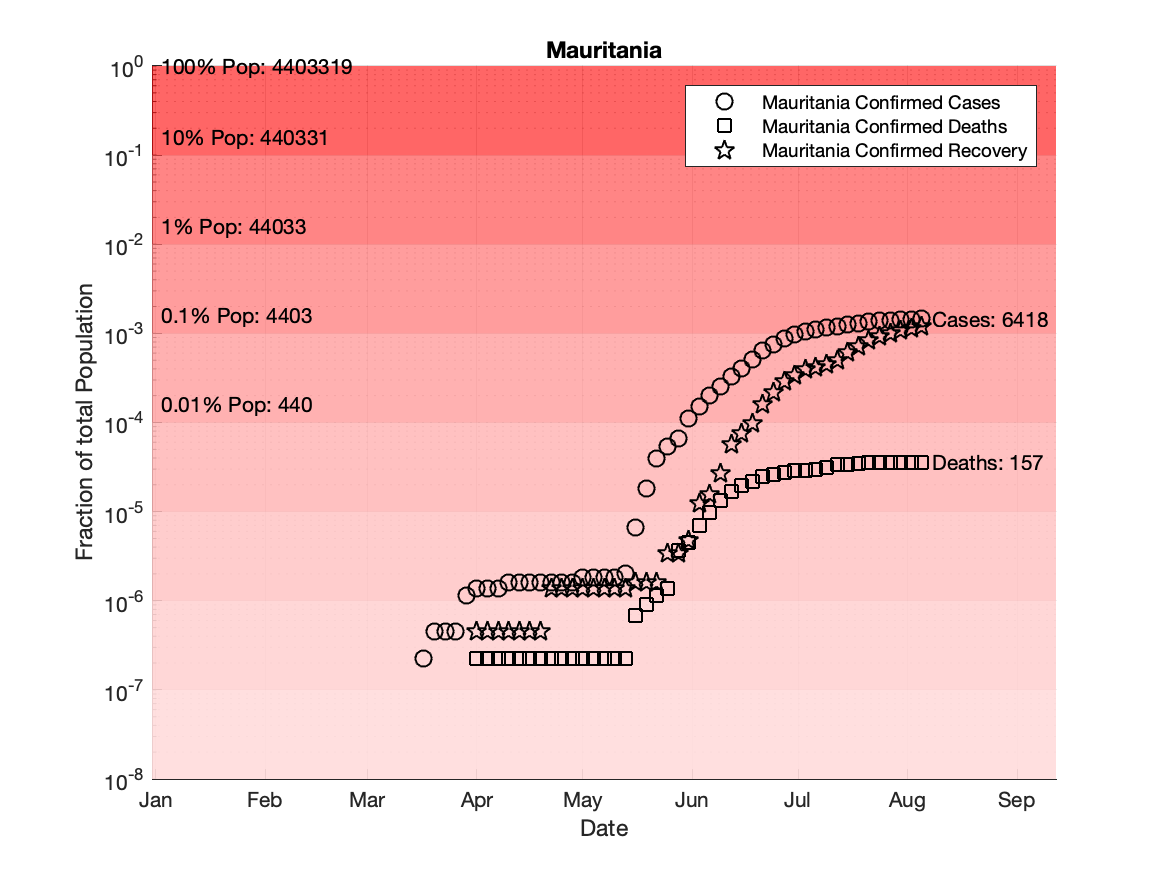 Mauritania
10⁰
100% Pop: 4403319
Mauritania Confirmed Cases
Mauritania Confirmed Deaths
Mauritania Confirmed Recovery
10% Pop: 440331
10⁻¹
1% Pop: 44033
10⁻²
0.1% Pop: 4403
10⁻³
Cases: 6418
0.01% Pop: 440
10⁻⁴
Deaths: 157
10⁻⁵
10⁻⁶
10⁻⁷
10⁻⁸
Fraction of total Population
Jan Feb Mar Apr May Jun Jul Aug Sep
Date